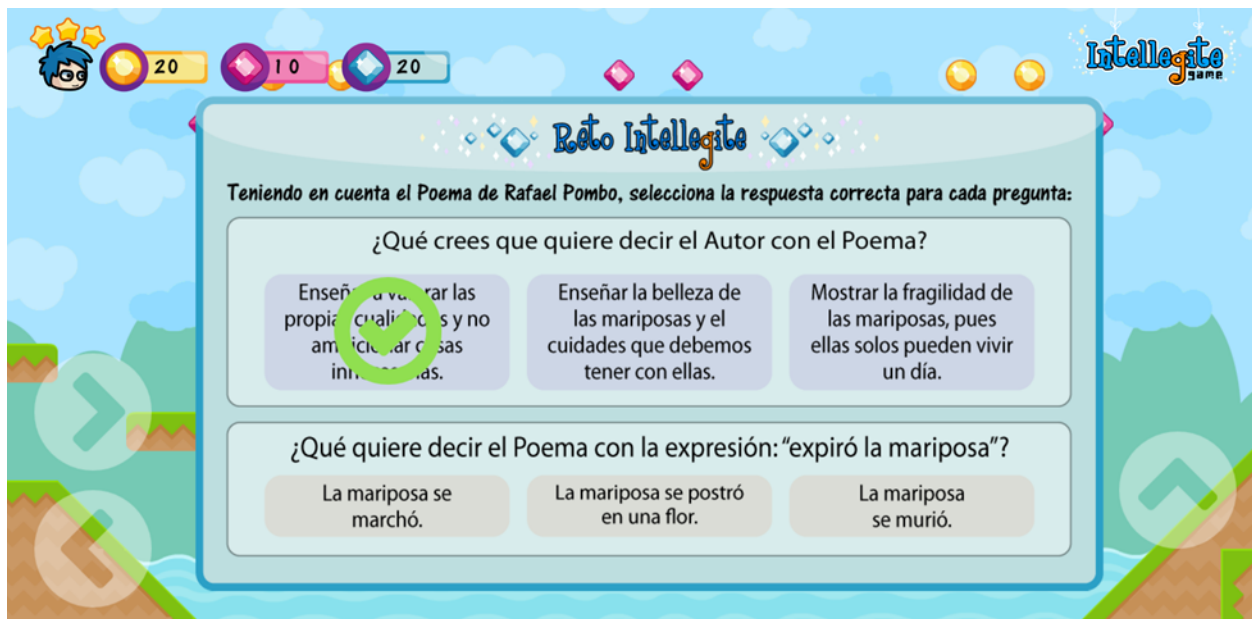 20
10
20
Intellegite
game
Reto Intellegite
Teniendo en cuenta el Poema de Rafael Pombo, selecciona la respuesta correcta para cada pregunta:
¿Qué crees que quiere decir el Autor con el Poema?
las
y no
Enseñar la belleza de
las mariposas y el
cuidades que debemos
tener con ellas.
Mostrar la fragilidad de
las mariposas, pues
ellas solos pueden vivir
un día.
¿Qué quiere decir el Poema con la expresión: “expiró la mariposa”?
La mariposa se
marchó.
La mariposa se postró
en una flor.
La mariposa
se murió.